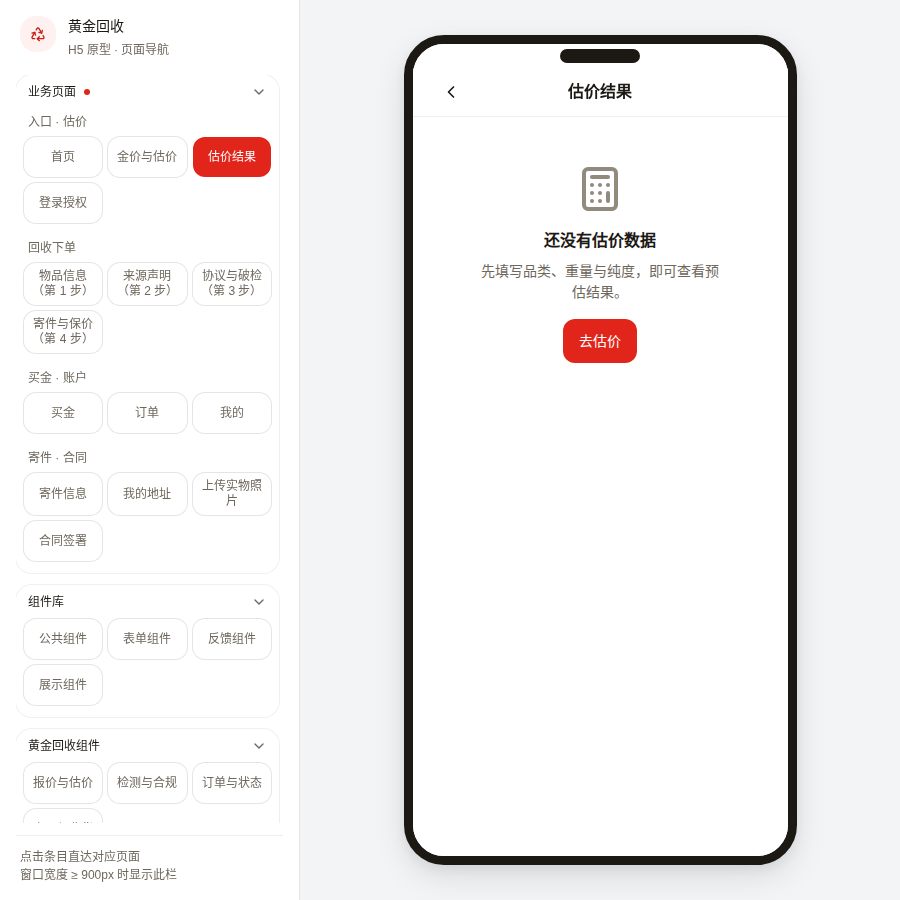 黄金回收
H5 原型 · 页面导航
业务页面
入口 · 估价
首页
金价与估价
估价结果
登录授权
回收下单
物品信息
（第 1 步）
来源声明
（第 2 步）
协议与破检
（第 3 步）
寄件与保价
（第 4 步）
买金 · 账户
买金
订单
我的
寄件 · 合同
寄件信息
我的地址
上传实物照
片
合同签署
组件库
公共组件
表单组件
反馈组件
展示组件
黄金回收组件
报价与估价
检测与合规
订单与状态
点击条目直达对应页面
窗口宽度 ≥ 900px 时显示此栏
估价结果
还没有估价数据
先填写品类、重量与纯度，即可查看预
估结果。
去估价